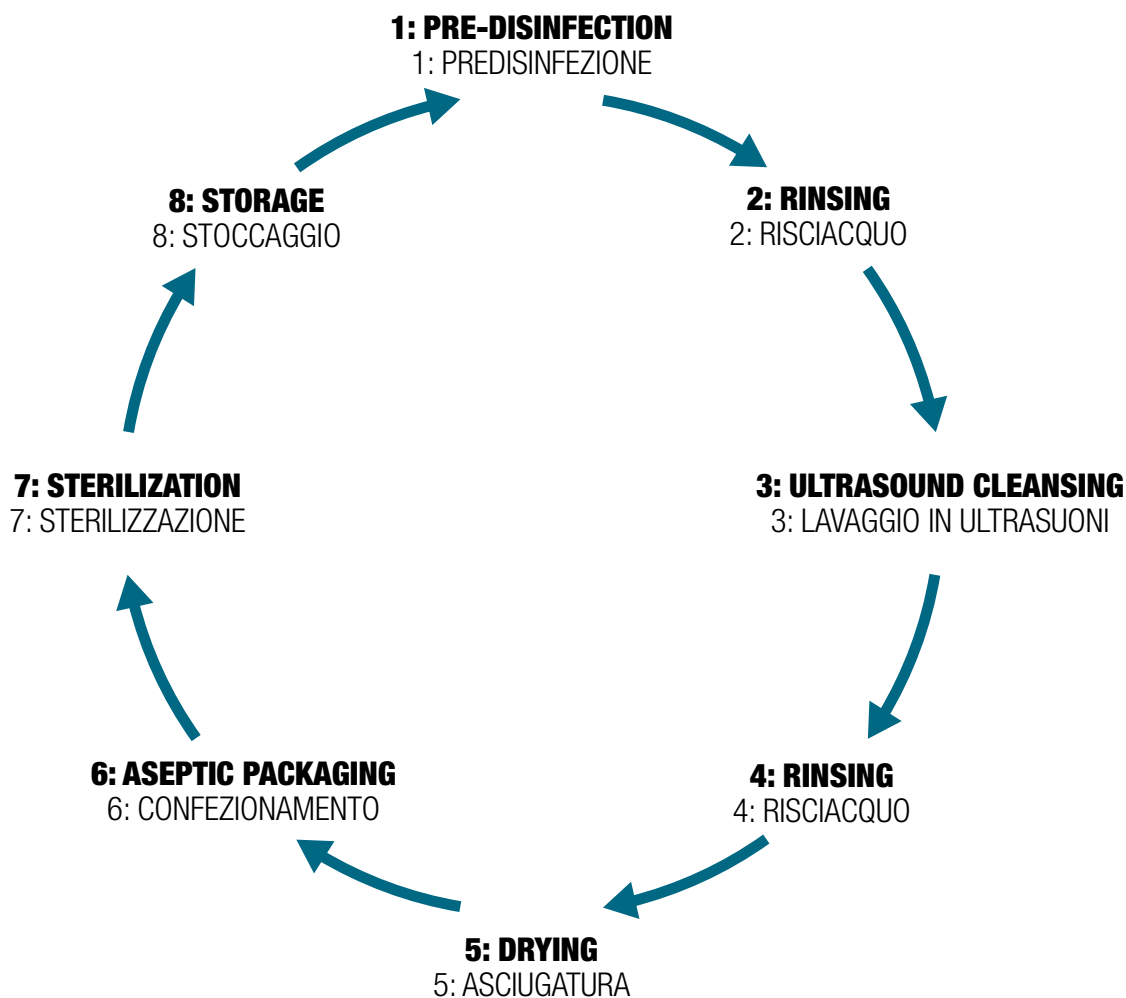 1: PRE-DISINFECTION
1: PREDISINFEZIONE
2: RINSING
2: RISCIACQUO
3: ULTRASOUND CLEANSING
3: LAVAGGIO IN ULTRASUONI
4: RINSING
4: RISCIACQUO
5: DRYING
5: ASCIUGATURA
6: ASEPTIC PACKAGING
6: CONFEZIONAMENTO
7: STERILIZATION
7: STERILIZZAZIONE
8: STORAGE
8: STOCCAGGIO